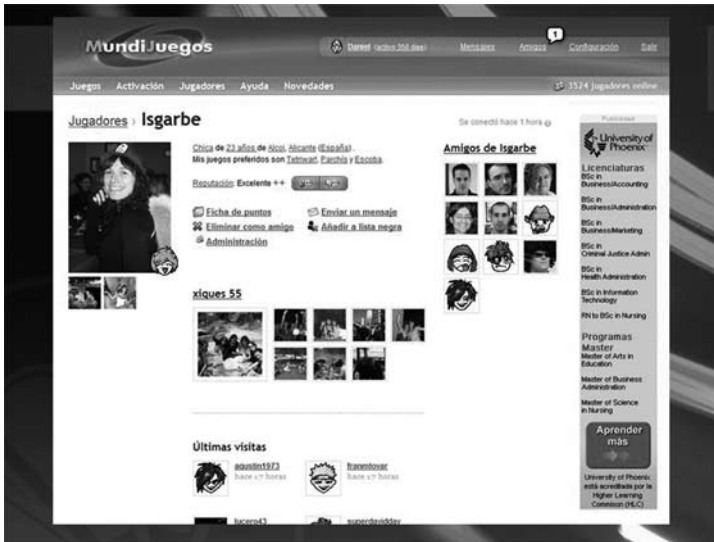 MundiJuegos
1
Daniel (activo 358 días)
Mensajes
Amigos
Configuración
Salir
Juegos
Activación
Jugadores
Ayuda
Novedades
3524 jugadores online
Jugadores › Isgarbe
Se conectó hace 1 hora
Publicidad
Chica de 23 años de Alcoi, Alicante (España).
Mis juegos preferidos son Tetriwart, Parchís y Escoba.
Reputación: Excelente ++
Ficha de puntos
Enviar un mensaje
Eliminar como amigo
Añadir a lista negra
Administración
xiques 55
Últimas visitas
agustin1973
hace 17 horas
franmtovar
hace 17 horas
lucero43
superdavidday
Amigos de Isgarbe
University of
Phoenix
Licenciaturas
BSc in
Business/Accounting
BSc in
Business/Administration
BSc in
Business/Marketing
BSc in
Criminal Justice Admin
BSc in
Health Administration
BSc in Information
Technology
RN to BSc in Nursing
Programas
Master
Master of Arts in
Education
Master of Business
Administration
Master of Science
in Nursing
Aprender
más
University of Phoenix
está acreditada por la
Higher Learning
Commison (HLC)